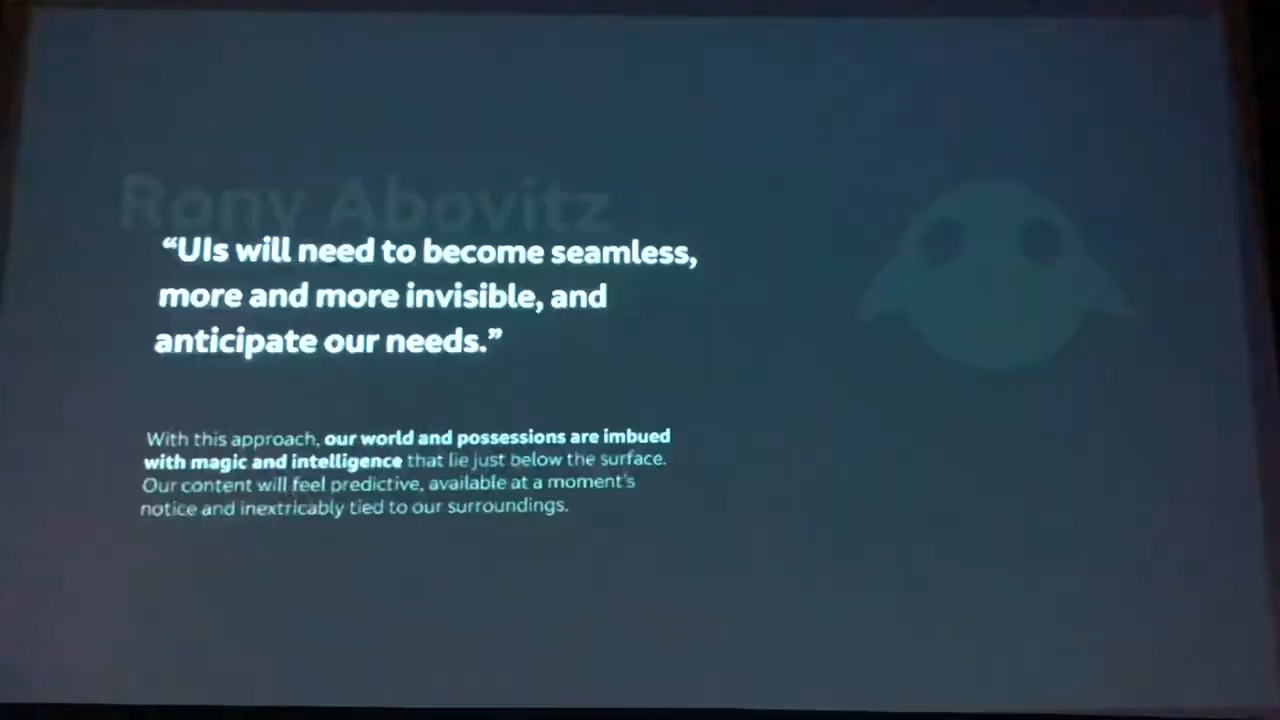 Rony Abovitz
“UIs will need to become seamless,
more and more invisible, and
anticipate our needs.”
With this approach, our world and possessions are imbued
with magic and intelligence that lie just below the surface.
Our content will feel predictive, available at a moment's
notice and inextricably tied to our surroundings.